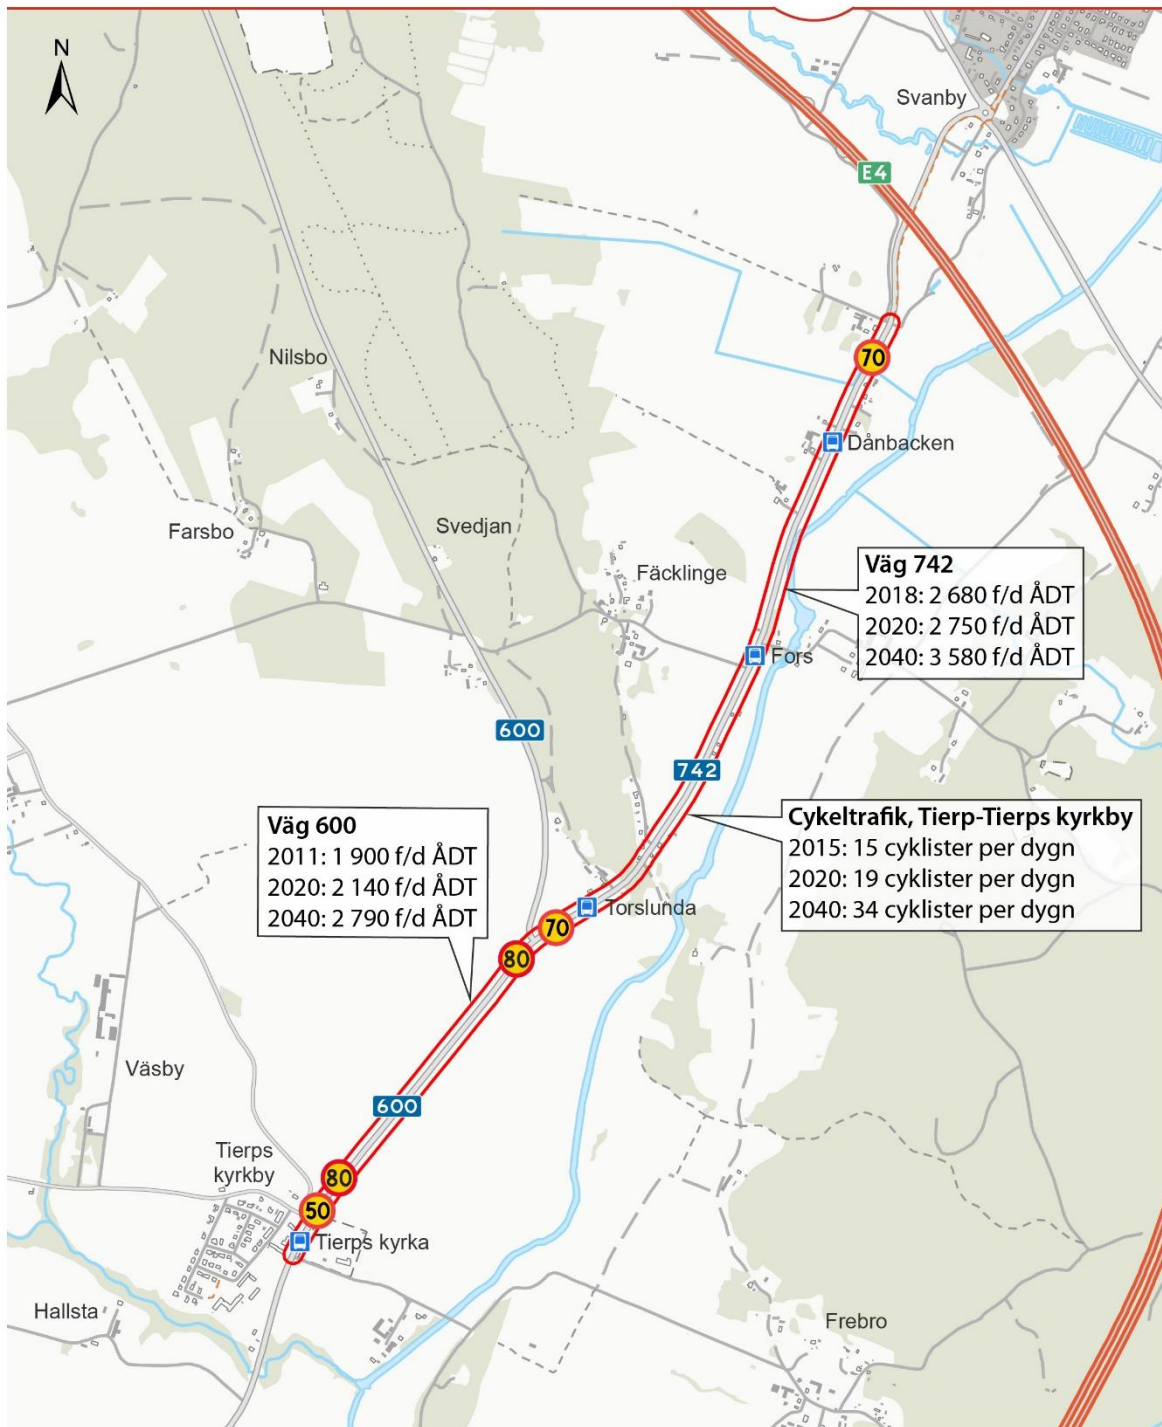 N
Svanby
E4
70
Nilsbo
Dånbacken
Farsbo
Svedjan
Fäcklinge
Väg 742
2018: 2 680 f/d ÅDT
2020: 2 750 f/d ÅDT
2040: 3 580 f/d ÅDT
Fors
600
742
Väg 600
2011: 1 900 f/d ÅDT
2020: 2 140 f/d ÅDT
2040: 2 790 f/d ÅDT
Cykeltrafik, Tierp-Tierps kyrkby
2015: 15 cyklister per dygn
2020: 19 cyklister per dygn
2040: 34 cyklister per dygn
Torslunda
70
80
Väsby
600
Tierps
kyrkby
80
50
Tierps kyrka
Hallsta
Frebro